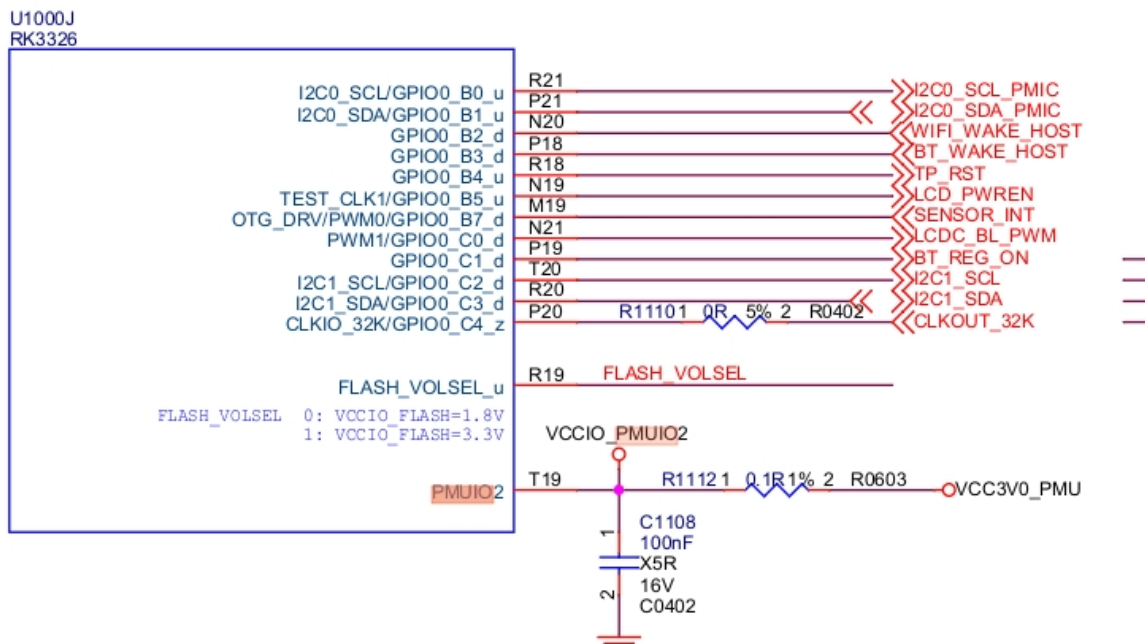 U1000J
RK3326
I2C0_SCL/GPIO0_B0_u R21 I2C0_SCL_PMIC
I2C0_SDA/GPIO0_B1_u P21 I2C0_SDA_PMIC
GPIO0_B2_d N20 WIFI_WAKE_HOST
GPIO0_B3_d P18 BT_WAKE_HOST
GPIO0_B4_u R18 TP_RST
TEST_CLK1/GPIO0_B5_u N19 LCD_PWREN
OTG_DRV/PWM0/GPIO0_B7_d M19 SENSOR_INT
PWM1/GPIO0_C0_d N21 LCDC_BL_PWM
GPIO0_C1_d P19 BT_REG_ON
I2C1_SCL/GPIO0_C2_d T20 I2C1_SCL
I2C1_SDA/GPIO0_C3_d R20 I2C1_SDA
CLKIO_32K/GPIO0_C4_z P20 R1110 1 0R 5% 2 R0402 CLKOUT_32K
FLASH_VOLSEL_u R19 FLASH_VOLSEL
FLASH_VOLSEL 0: VCCIO_FLASH=1.8V
1: VCCIO_FLASH=3.3V
VCCIO_PMUIO2
PMUIO2 T19 R1112 1 0.1R 1% 2 R0603 VCC3V0_PMU
1 C1108
100nF
X5R
2 16V
C0402